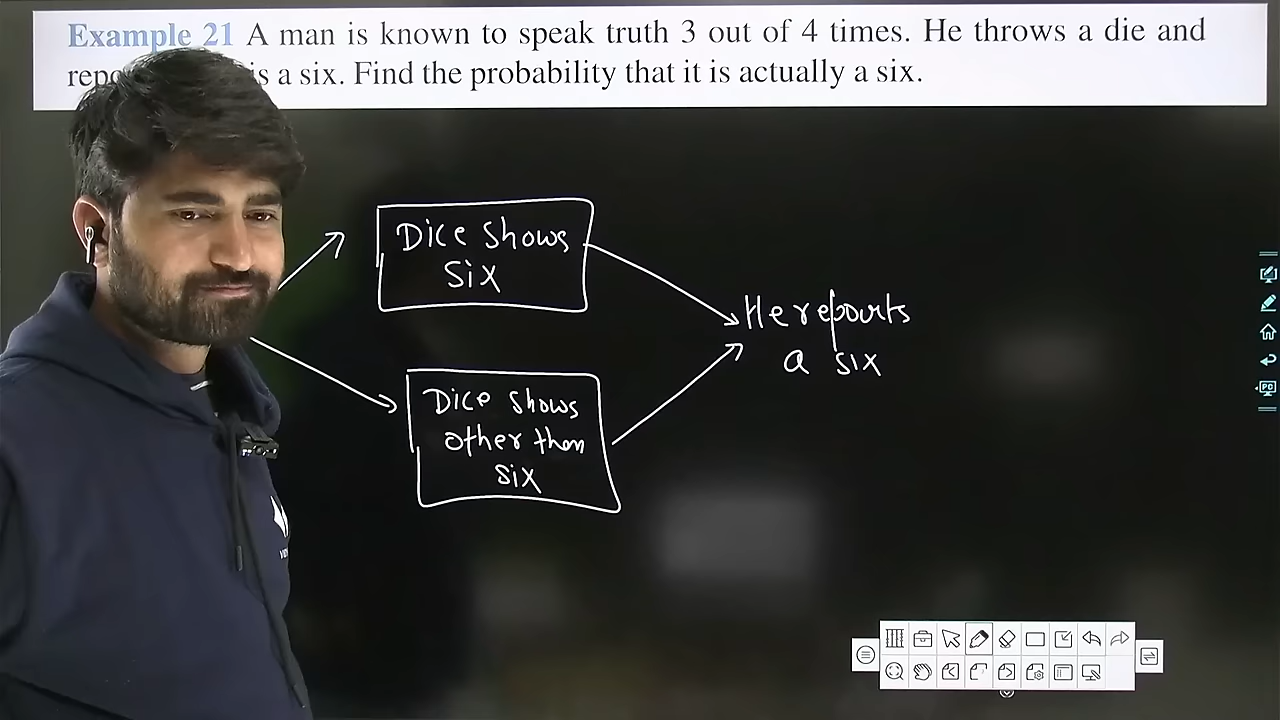 Example 21 A man is known to speak truth 3 out of 4 times. He throws a die and
is a six. Find the probability that it is actually a six.
Dice shows
six
He reports
a six
Dice shows
other than
six